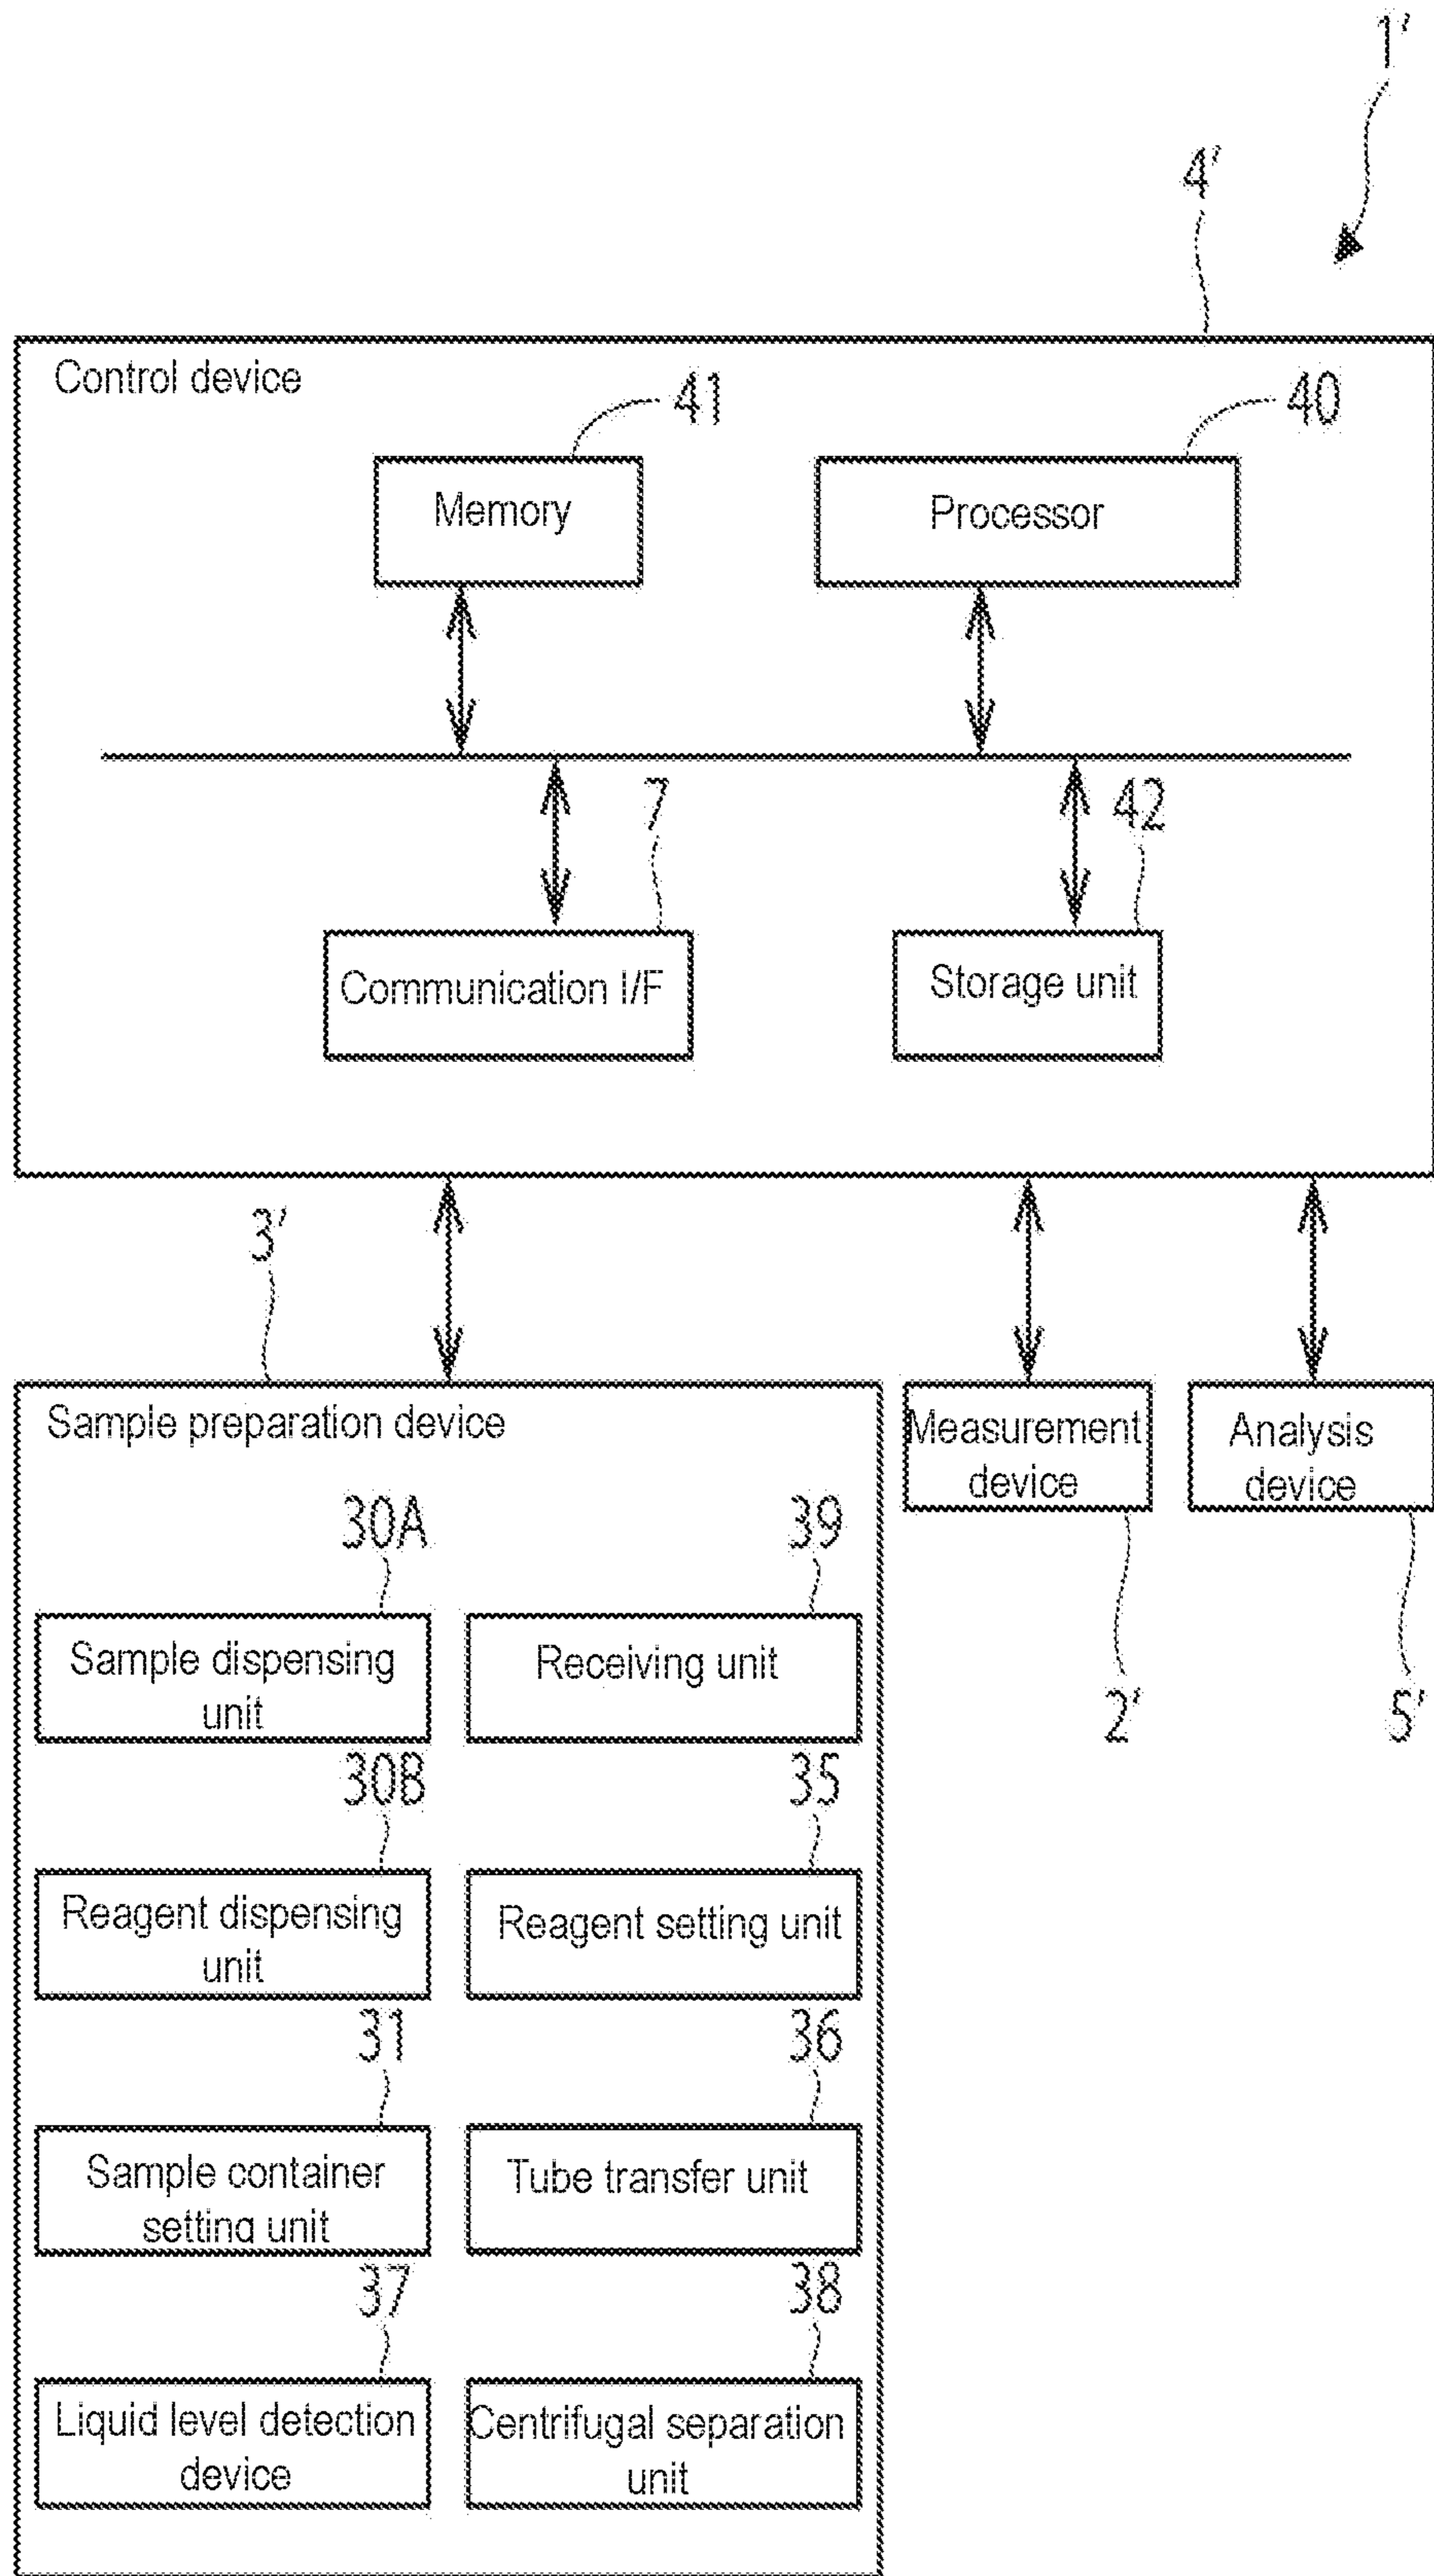 1'
4'
Control device
41
40
Memory
Processor
7
42
Communication I/F
Storage unit
3'
Sample preparation device
Measurement
device
Analysis
device
30A
39
Sample dispensing
unit
Receiving unit
2'
5'
30B
35
Reagent dispensing
unit
Reagent setting unit
31
36
Sample container
setting unit
Tube transfer unit
37
38
Liquid level detection
device
Centrifugal separation
unit